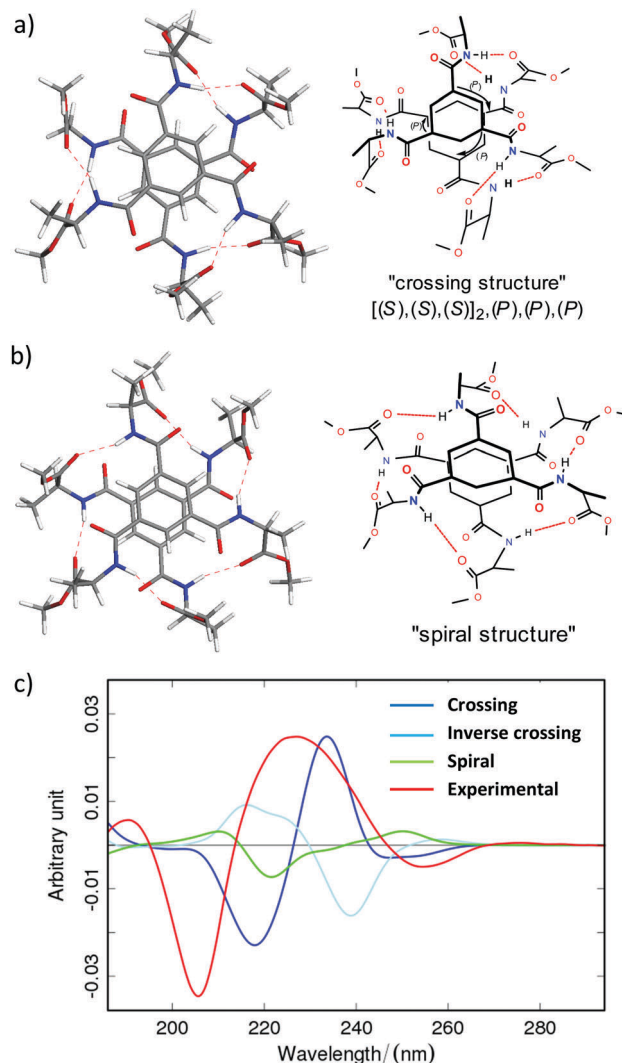 a)
"crossing structure"
[(S),(S),(S)]₂,(P),(P),(P)
b)
"spiral structure"
c)
Crossing
Inverse crossing
Spiral
Experimental
Arbitrary unit
0.03
0.01
-0.01
-0.03
200
220
240
260
280
Wavelength/(nm)
(P)
(P)
(P)